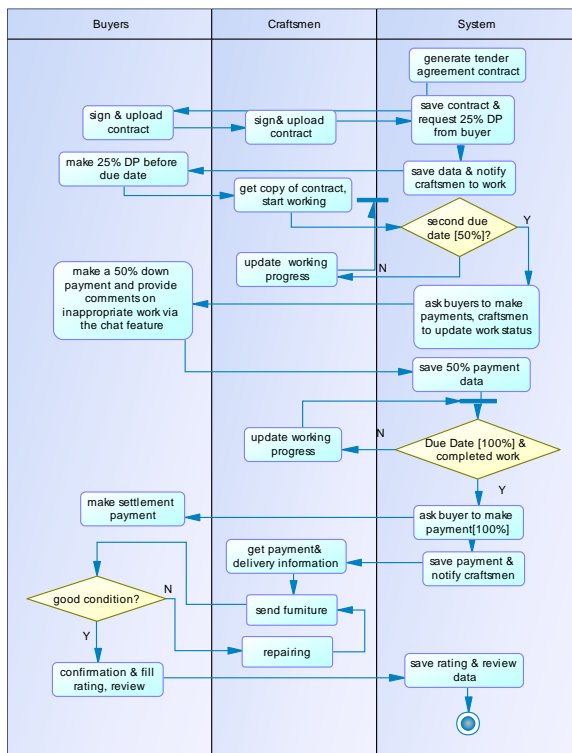 Buyers
Craftsmen
System
generate tender
agreement contract
sign & upload
contract
sign& upload
contract
save contract &
request 25% DP
from buyer
make 25% DP before
due date
save data & notify
craftsmen to work
get copy of contract,
start working
second due
date [50%]?
Y
N
update working
progress
make a 50% down
payment and provide
comments on
inappropriate work via
the chat feature
ask buyers to make
payments, craftsmen
to update work status
save 50% payment
data
update working
progress
N
Due Date [100%] &
completed work
Y
make settlement
payment
ask buyer to make
payment[100%]
get payment&
delivery information
save payment &
notify craftsmen
good condition?
N
send furniture
Y
repairing
confirmation & fill
rating, review
save rating & review
data